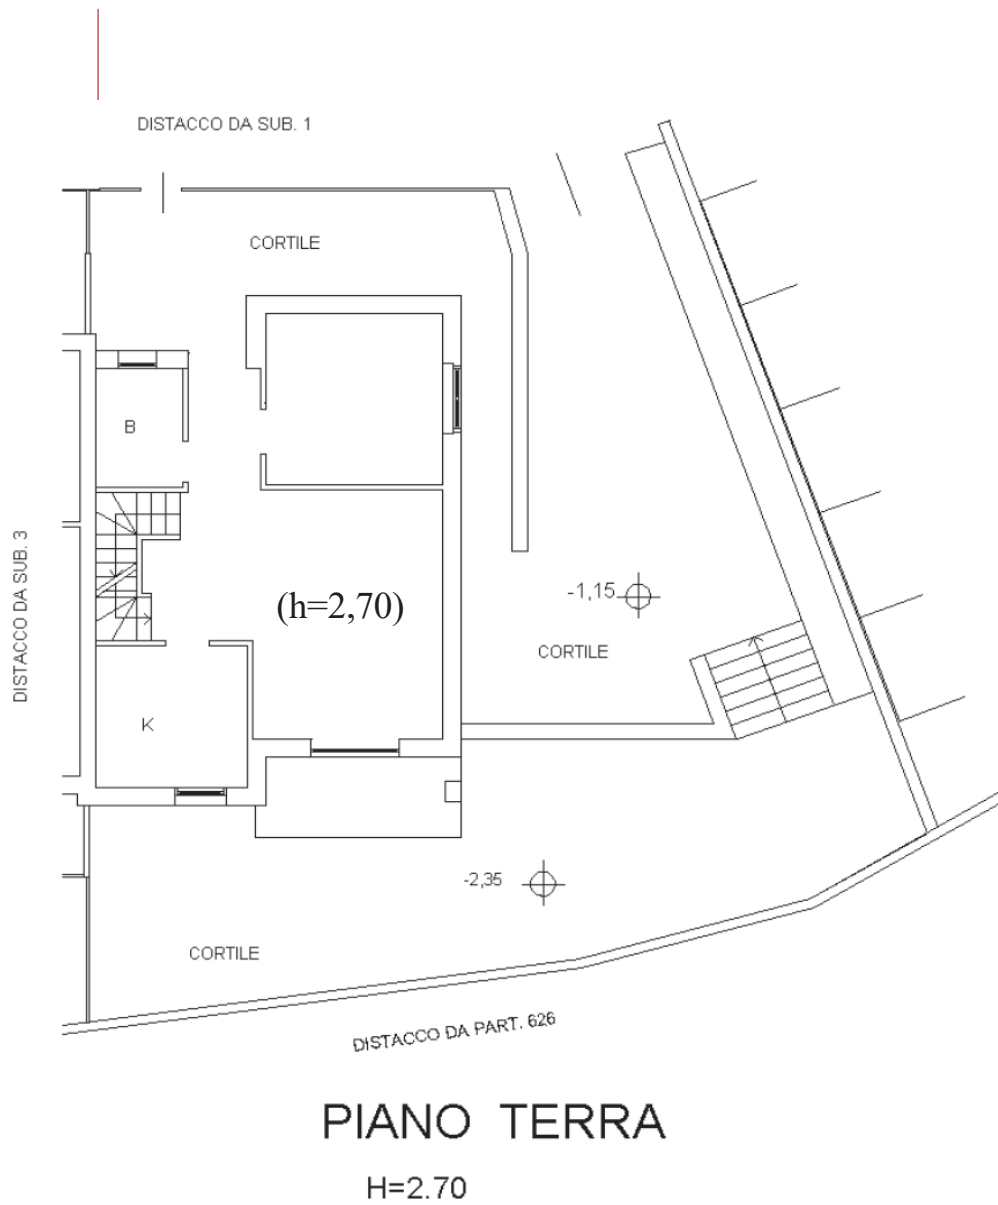 DISTACCO DA SUB. 1
CORTILE
B
DISTACCO DA SUB. 3
(h=2,70)
-1,15
CORTILE
K
-2,35
CORTILE
DISTACCO DA PART. 626
PIANO TERRA
H=2.70